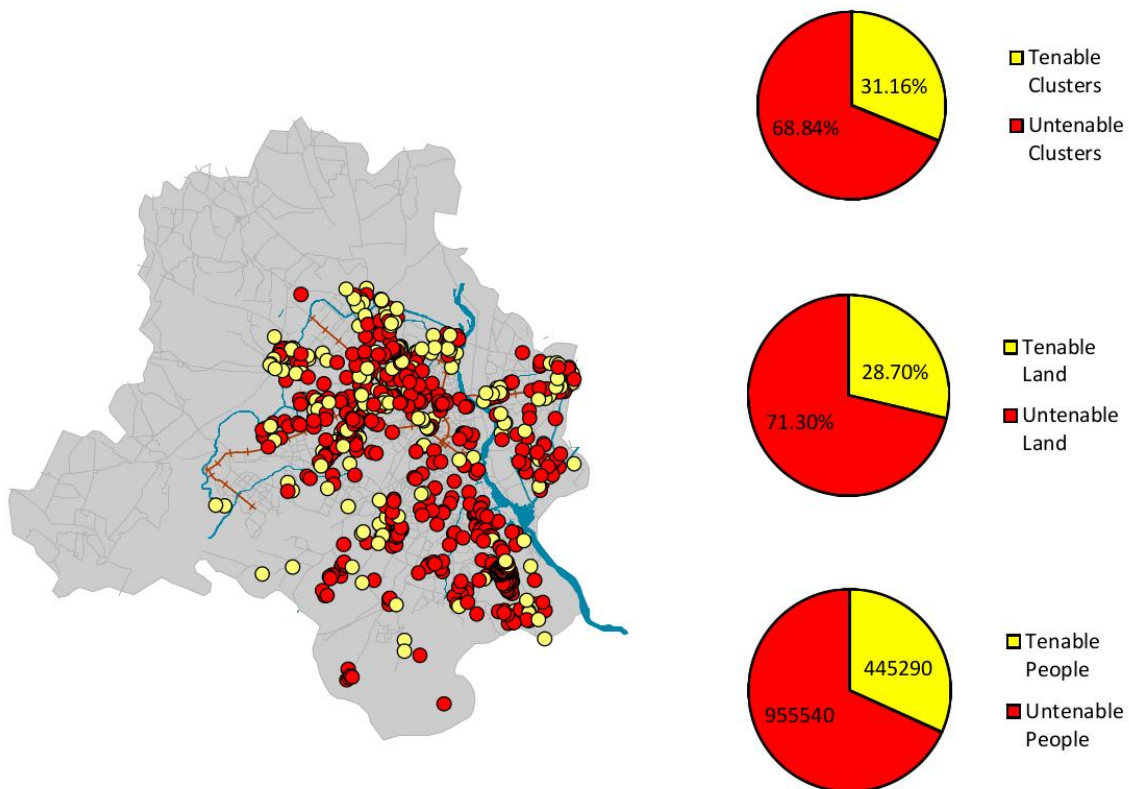 31.16%
68.84%
Tenable
Clusters
Untenable
Clusters
28.70%
71.30%
Tenable
Land
Untenable
Land
445290
955540
Tenable
People
Untenable
People